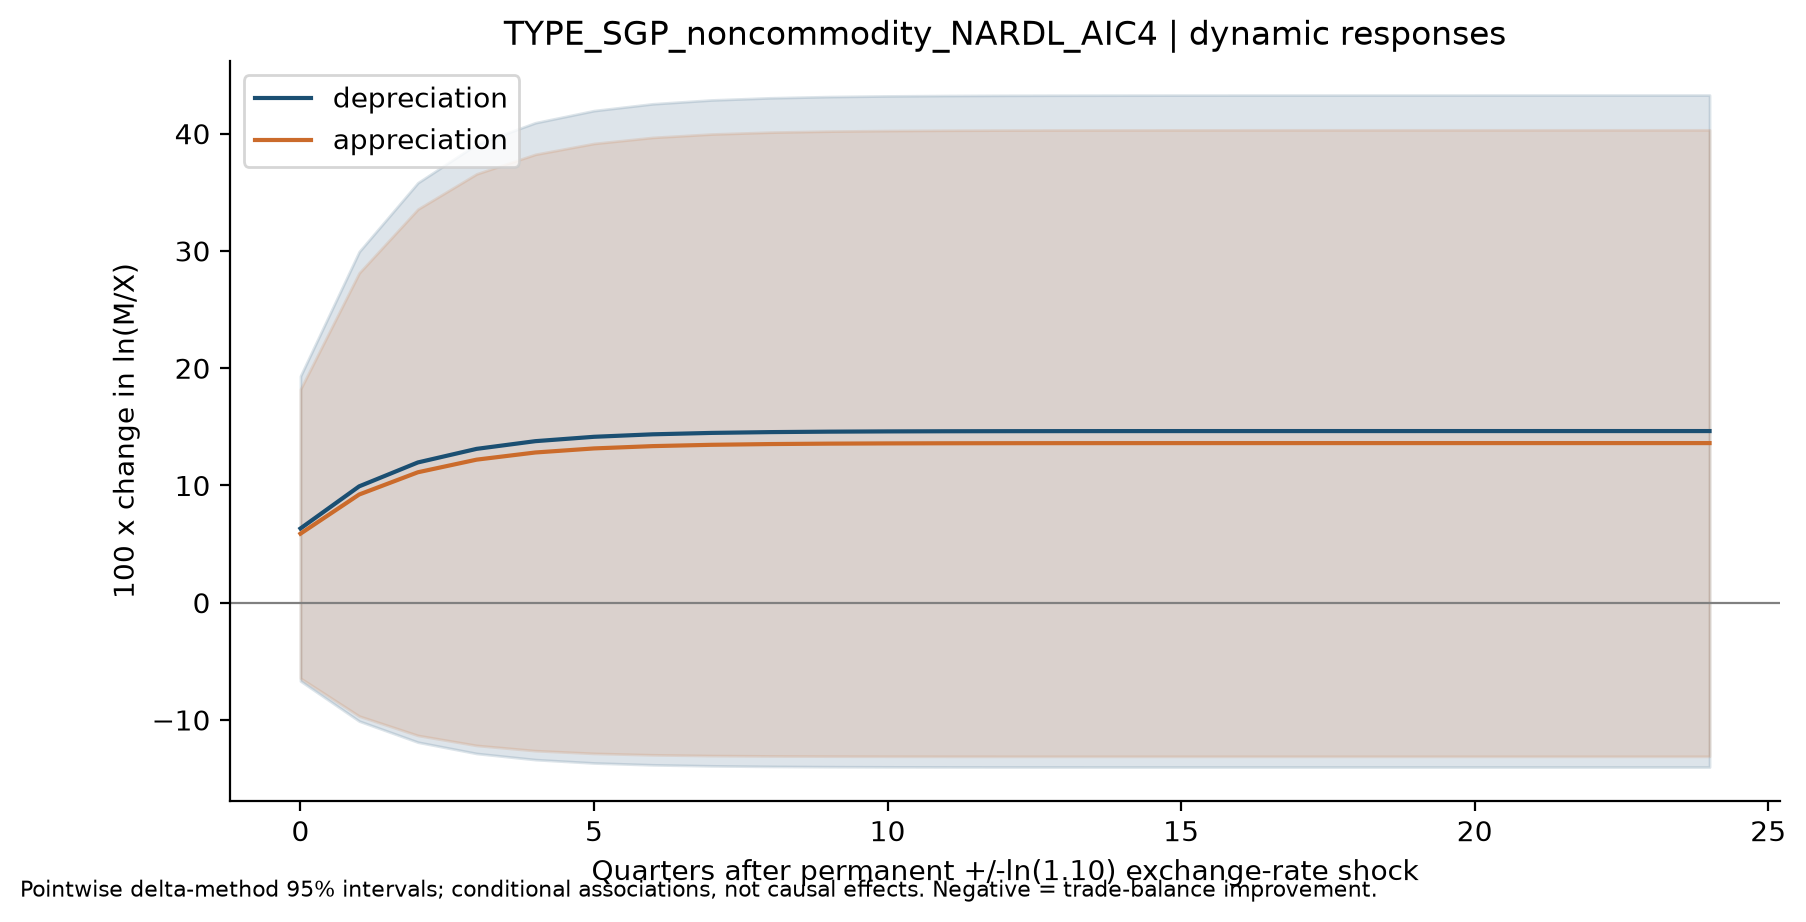 TYPE_SGP_noncommodity_NARDL_AIC4 | dynamic responses
depreciation
appreciation
100 x change in ln(M/X)
40
30
20
10
0
−10
0 5 10 15 20 25
Quarters after permanent +/-ln(1.10) exchange-rate shock
Pointwise delta-method 95% intervals; conditional associations, not causal effects. Negative = trade-balance improvement.